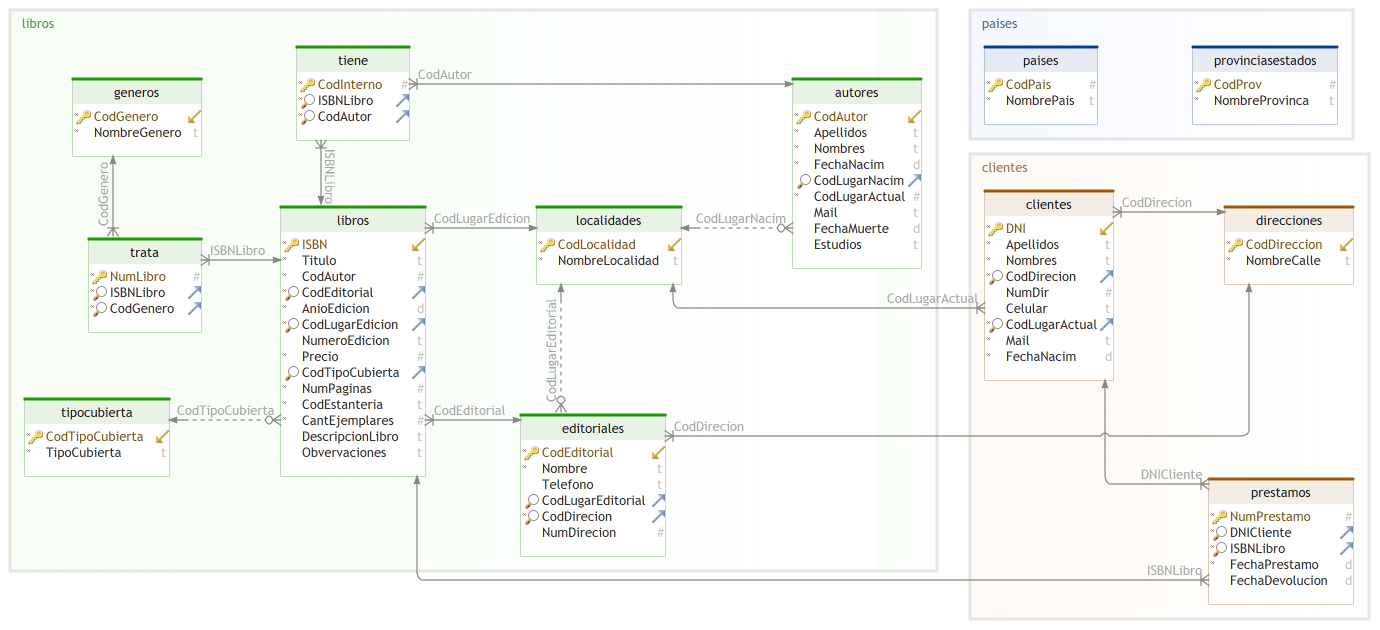 libros
tiene
CodInterno #
ISBNLibro
CodAutor
CodAutor
generos
CodGenero
NombreGenero t
autores
CodAutor
Apellidos t
Nombres t
FechaNacim d
CodLugarNacim
CodLugarActual #
Mail t
FechaMuerte d
Estudios t
CodGenero
ISBNLibro
trata
NumLibro #
ISBNLibro
CodGenero
ISBNLibro
libros
ISBN
Titulo t
CodAutor #
CodEditorial
AnioEdicion d
CodLugarEdicion
NumeroEdicion t
Precio #
CodTipoCubierta
NumPaginas #
CodEstanteria t
CantEjemplares #
DescripcionLibro t
Obvervaciones t
CodLugarEdicion
localidades
CodLocalidad
NombreLocalidad t
CodLugarNacim
CodLugarEditorial
tipocubierta
CodTipoCubierta
TipoCubierta t
CodTipoCubierta
CodEditorial
editoriales
CodEditorial
Nombre t
Telefono t
CodLugarEditorial
CodDirecion
NumDirecion #
CodDirecion
paises
paises
CodPais #
NombrePais t
provinciasestados
CodProv #
NombreProvinca t
clientes
clientes
DNI
Apellidos t
Nombres t
CodDirecion
NumDir #
Celular t
CodLugarActual
Mail t
FechaNacim d
CodDirecion
direcciones
CodDireccion
NombreCalle t
CodLugarActual
DNICliente
prestamos
NumPrestamo #
DNICliente
ISBNLibro
FechaPrestamo d
FechaDevolucion d
ISBNLibro